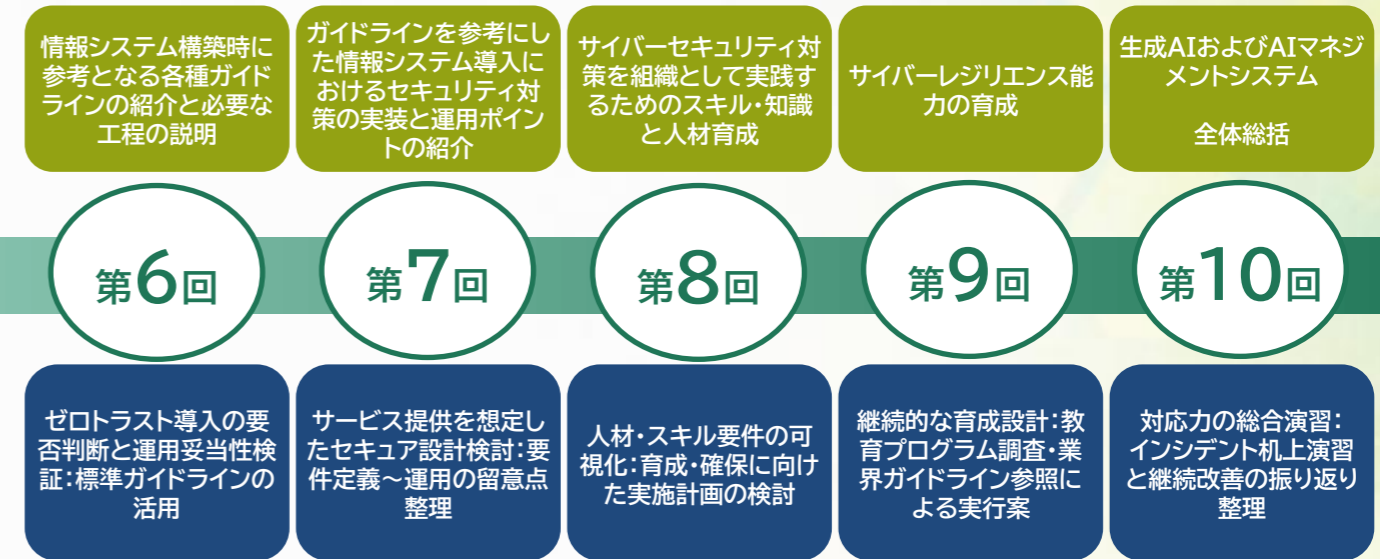 情報システム構築時に
参考となる各種ガイド
ラインの紹介と必要な
工程の説明
ガイドラインを参考にし
た情報システム導入に
おけるセキュリティ対
策の実装と運用ポイン
トの紹介
サイバーセキュリティ対
策を組織として実践す
るためのスキル・知識
と人材育成
サイバーレジリエンス能
力の育成
生成AIおよびAIマネジ
メントシステム
全体総括
第6回
第7回
第8回
第9回
第10回
ゼロトラスト導入の要
否判断と運用妥当性検
証：標準ガイドラインの
活用
サービス提供を想定し
たセキュア設計検討：要
件定義～運用の留意点
整理
人材・スキル要件の可
視化：育成・確保に向け
た実施計画の検討
継続的な育成設計：教
育プログラム調査・業
界ガイドライン参照に
よる実行案
対応力の総合演習：
インシデント机上演習
と継続改善の振り返り
整理